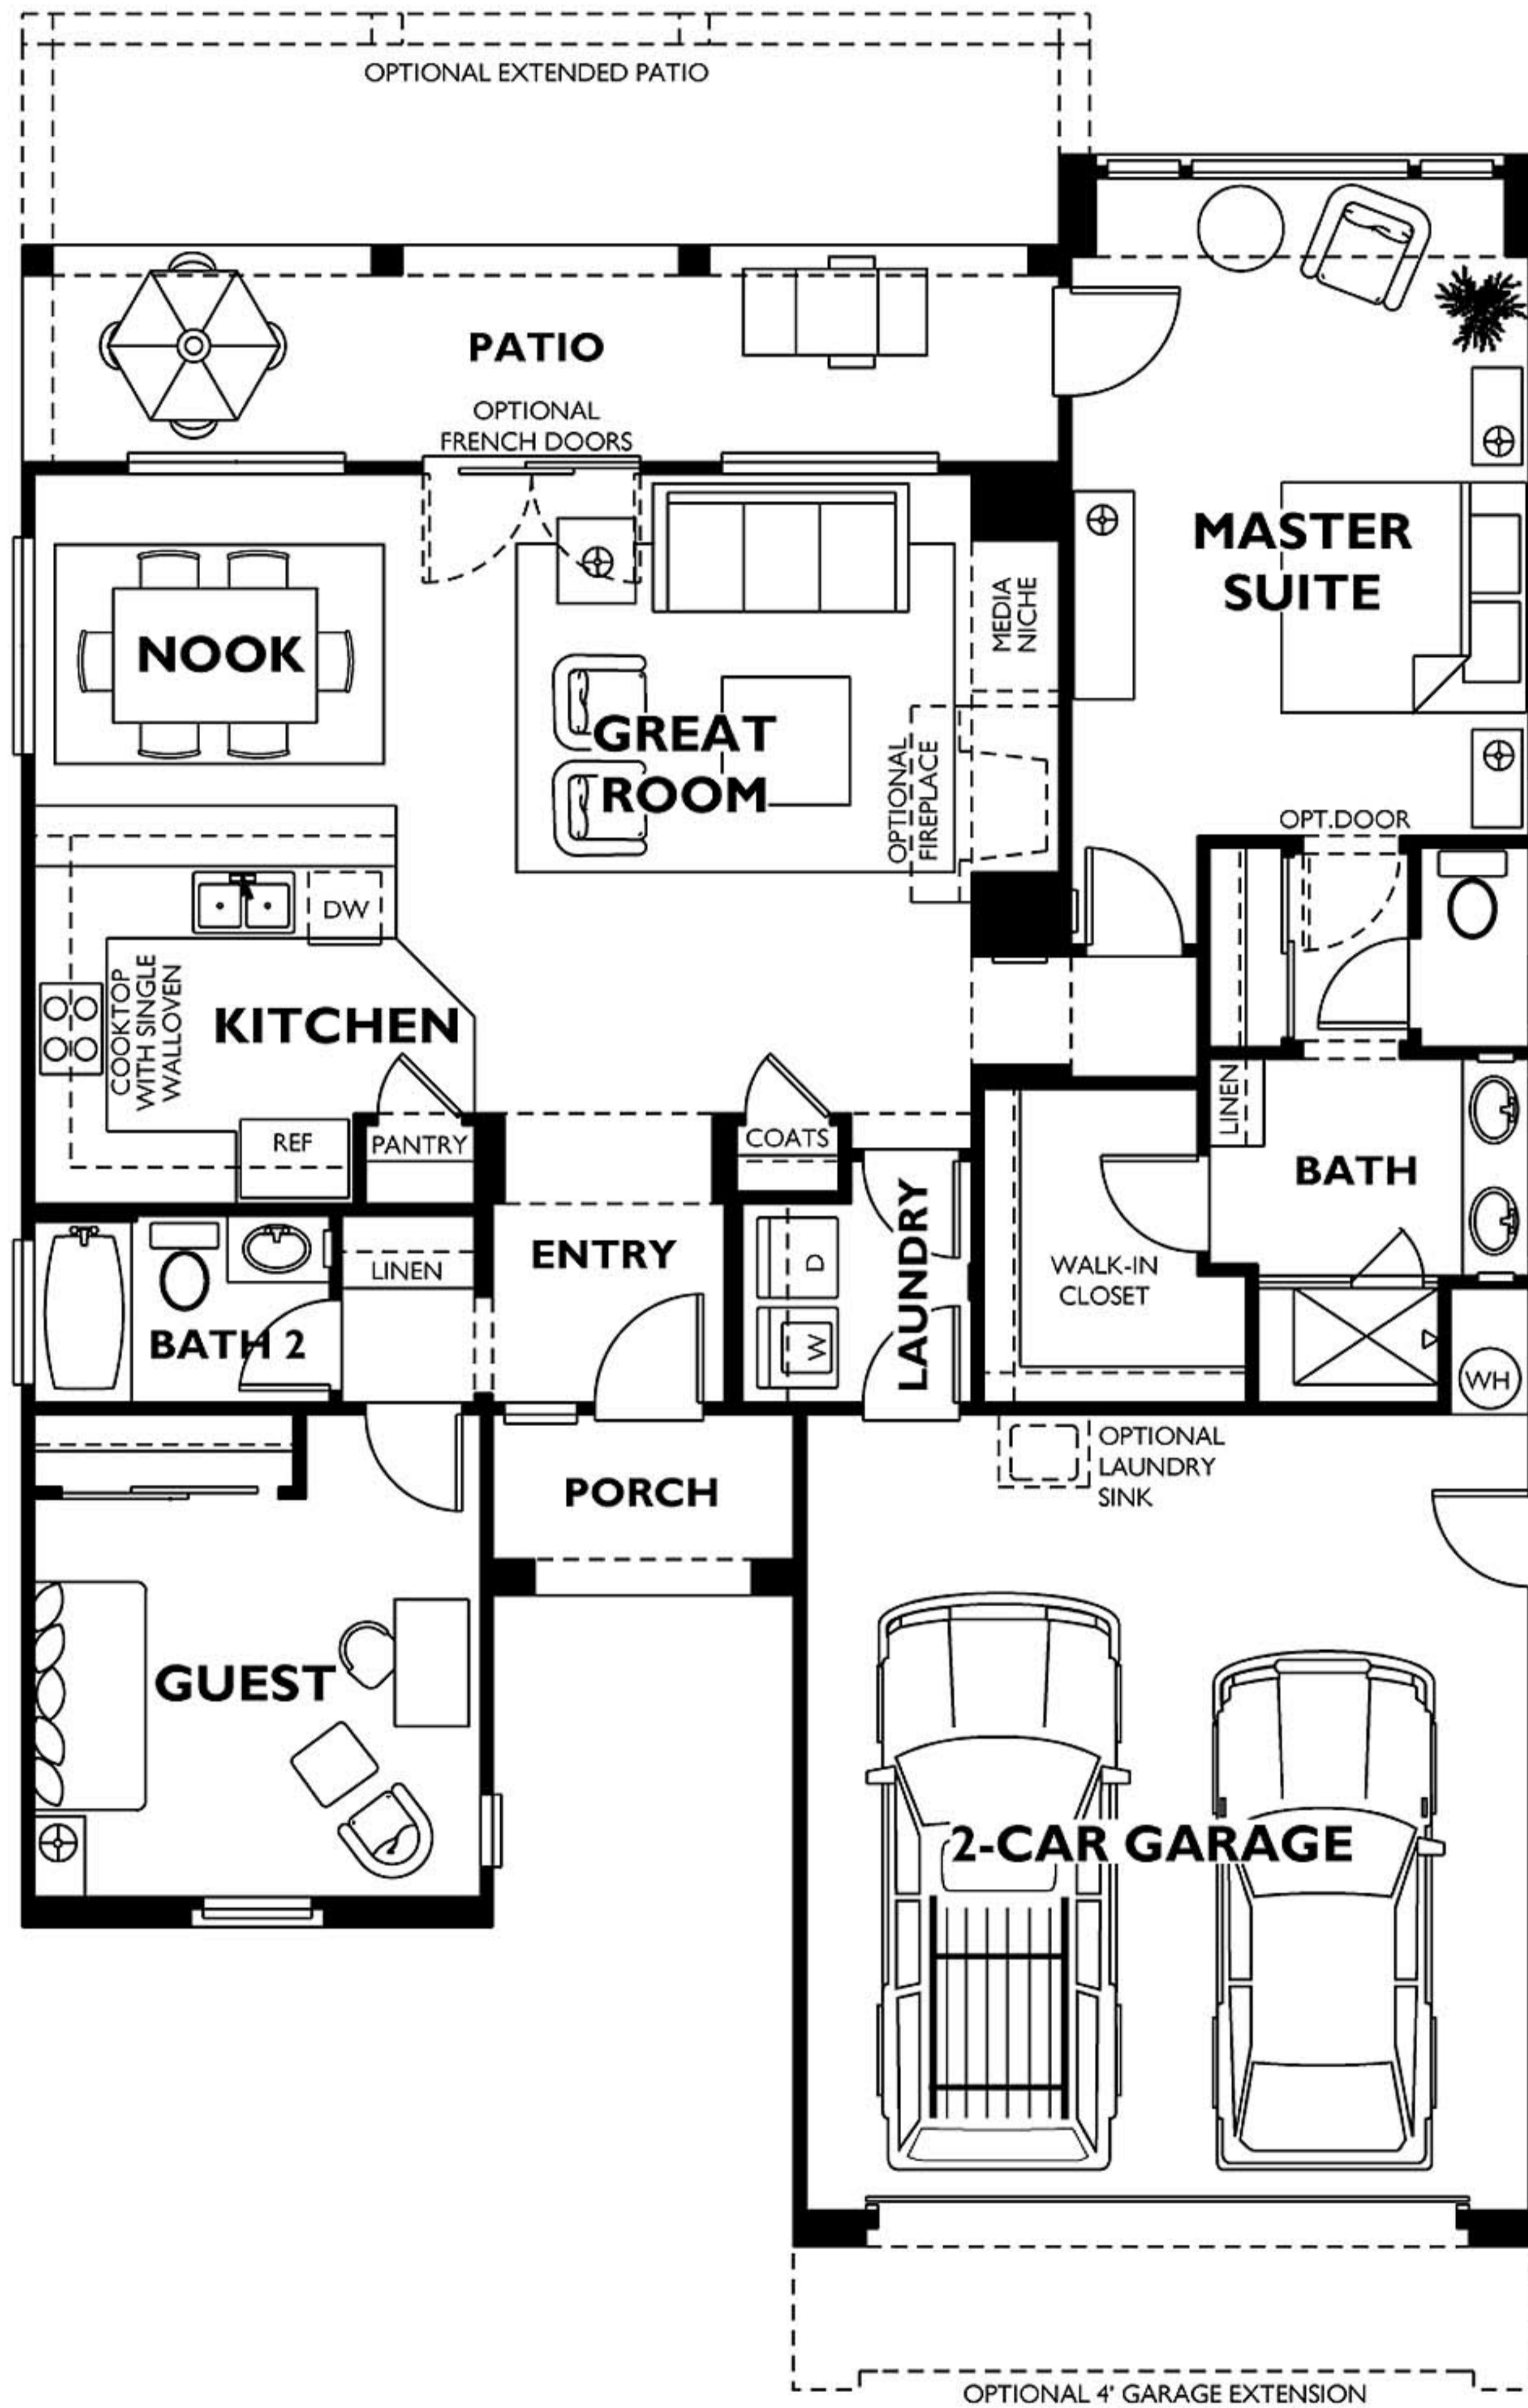 OPTIONAL EXTENDED PATIO
PATIO
OPTIONAL
FRENCH DOORS
MASTER
SUITE
NOOK
MEDIA
NICHE
GREAT
ROOM
OPTIONAL
FIREPLACE
OPT.DOOR
DW
COOKTOP
WITH SINGLE
WALLOVEN
KITCHEN
REF
PANTRY
COATS
LINEN
BATH
LAUNDRY
ENTRY
D
W
LINEN
BATH 2
WALK-IN
CLOSET
WH
OPTIONAL
LAUNDRY
SINK
PORCH
GUEST
2-CAR GARAGE
OPTIONAL 4' GARAGE EXTENSION